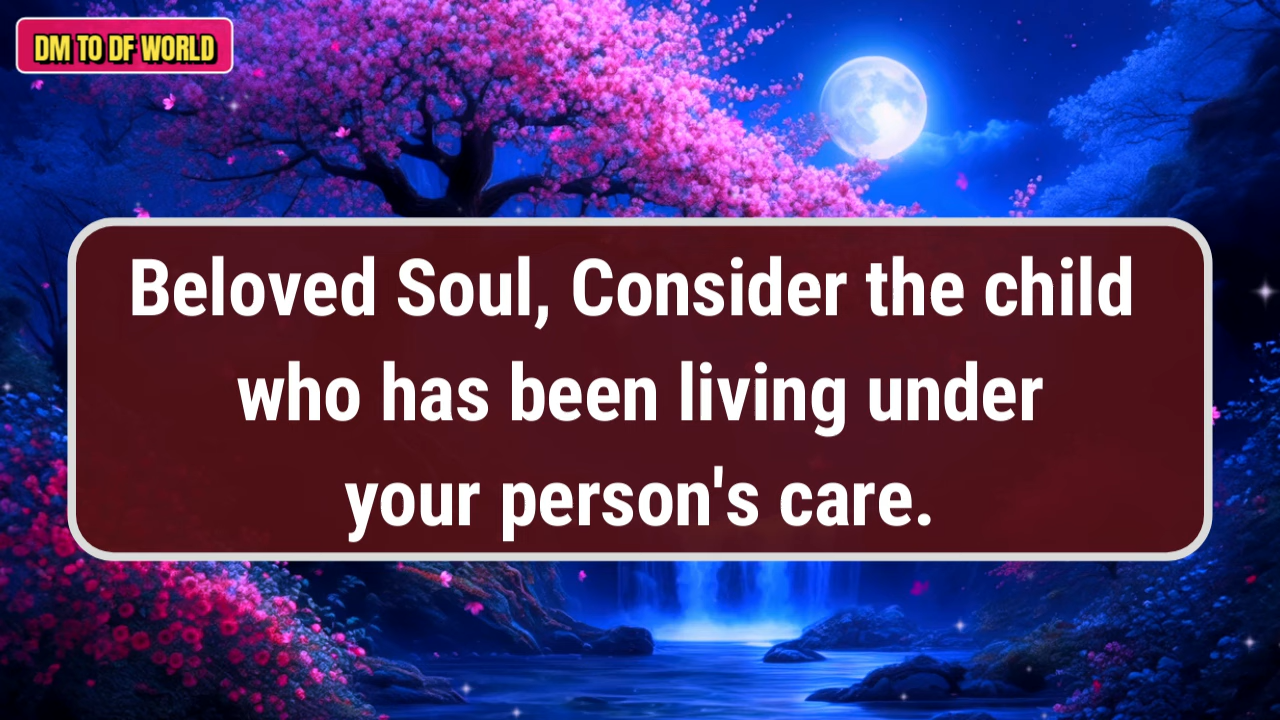 DM TO DF WORLD
Beloved Soul, Consider the child
who has been living under
your person's care.